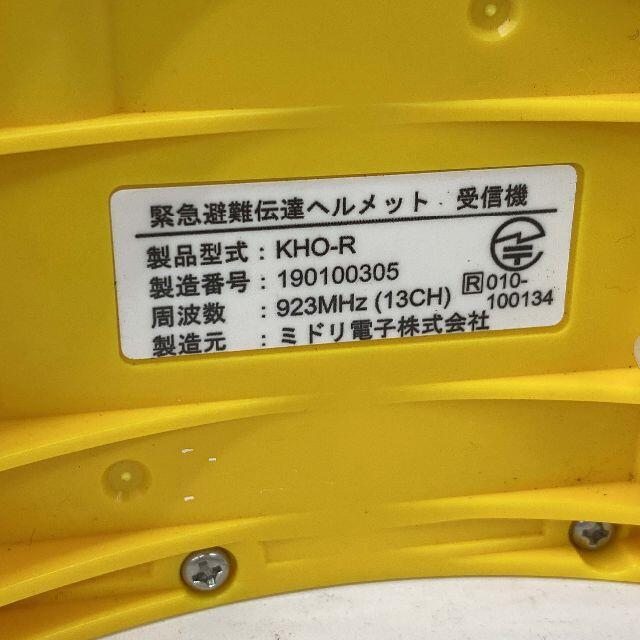 緊急避難伝達ヘルメット 受信機
製品型式 : KHO-R
製造番号 : 190100305
周波数 : 923MHz (13CH)
製造元 : ミドリ電子株式会社
R 010-
100134